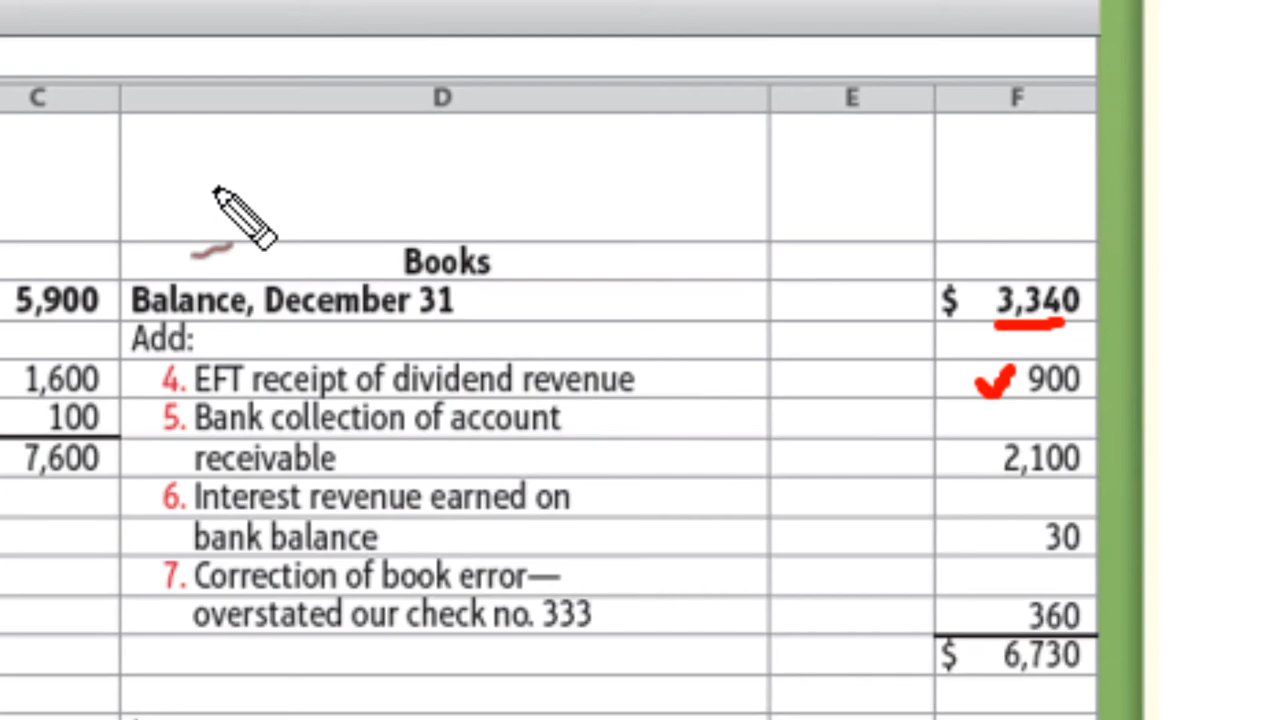 C D E F
Books
5,900 Balance, December 31 $ 3,340
Add:
1,600 4. EFT receipt of dividend revenue 900
100 5. Bank collection of account
7,600 receivable 2,100
6. Interest revenue earned on
bank balance 30
7. Correction of book error—
overstated our check no. 333 360
$ 6,730